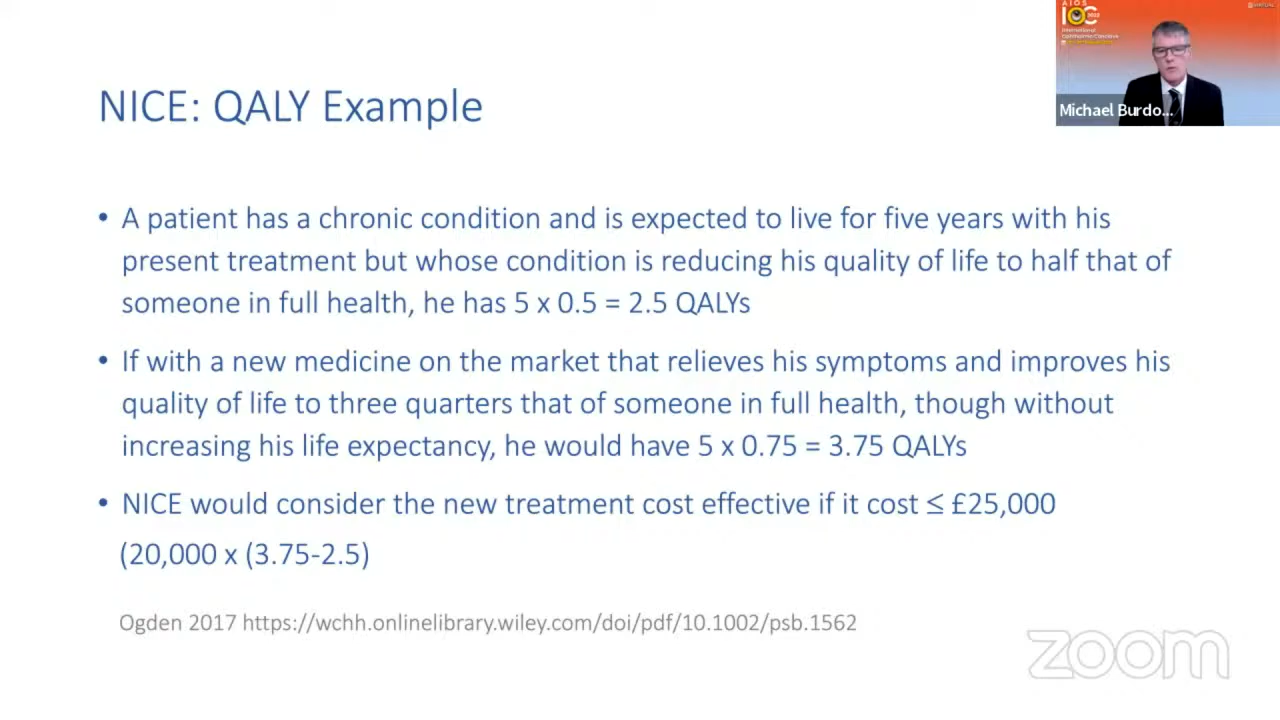 NICE: QALY Example
• A patient has a chronic condition and is expected to live for five years with his
present treatment but whose condition is reducing his quality of life to half that of
someone in full health, he has 5 x 0.5 = 2.5 QALYs
• If with a new medicine on the market that relieves his symptoms and improves his
quality of life to three quarters that of someone in full health, though without
increasing his life expectancy, he would have 5 x 0.75 = 3.75 QALYs
• NICE would consider the new treatment cost effective if it cost ≤ £25,000
(20,000 x (3.75-2.5)
Ogden 2017 https://wchh.onlinelibrary.wiley.com/doi/pdf/10.1002/psb.1562
AIOS
IOC
International
Michael Burdo...
zoom